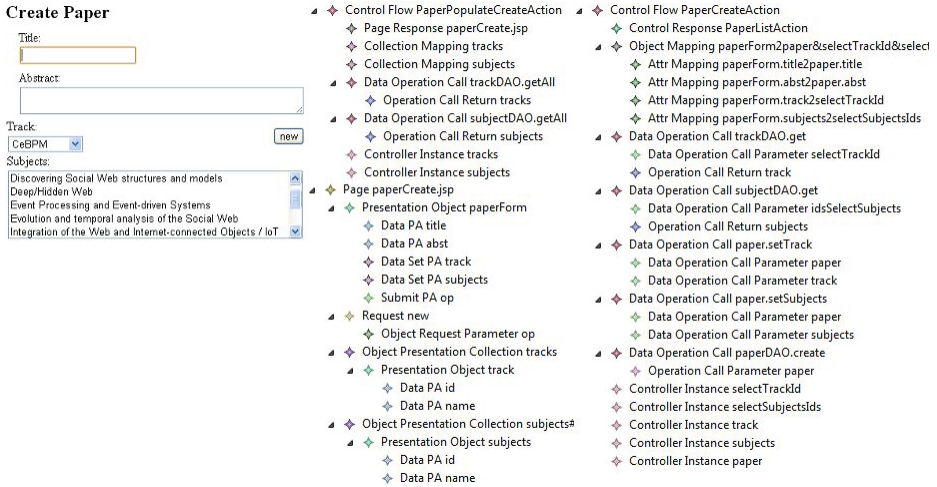 Create Paper
Title:
Abstract:
Track:
new
CeBPM
Subjects:
Discovering Social Web structures and models
Deep/Hidden Web
Event Processing and Event-driven Systems
Evolution and temporal analysis of the Social Web
Integration of the Web and Internet-connected Objects / IoT
Control Flow PaperPopulateCreateAction
Page Response paperCreate.jsp
Collection Mapping tracks
Collection Mapping subjects
Data Operation Call trackDAO.getAll
Operation Call Return tracks
Data Operation Call subjectDAO.getAll
Operation Call Return subjects
Controller Instance tracks
Controller Instance subjects
Page paperCreate.jsp
Presentation Object paperForm
Data PA title
Data PA abst
Data Set PA track
Data Set PA subjects
Submit PA op
Request new
Object Request Parameter op
Object Presentation Collection tracks
Presentation Object track
Data PA id
Data PA name
Object Presentation Collection subjects#
Presentation Object subjects
Data PA id
Data PA name
Control Flow PaperCreateAction
Control Response PaperListAction
Object Mapping paperForm2paper&selectTrackId&select
Attr Mapping paperForm.title2paper.title
Attr Mapping paperForm.abst2paper.abst
Attr Mapping paperForm.track2selectTrackId
Attr Mapping paperForm.subjects2selectSubjectsIds
Data Operation Call trackDAO.get
Data Operation Call Parameter selectTrackId
Operation Call Return track
Data Operation Call subjectDAO.get
Data Operation Call Parameter idsSelectSubjects
Operation Call Return subjects
Data Operation Call paper.setTrack
Data Operation Call Parameter paper
Data Operation Call Parameter track
Data Operation Call paper.setSubjects
Data Operation Call Parameter paper
Data Operation Call Parameter subjects
Data Operation Call paperDAO.create
Operation Call Parameter paper
Controller Instance selectTrackId
Controller Instance selectSubjectsIds
Controller Instance track
Controller Instance subjects
Controller Instance paper